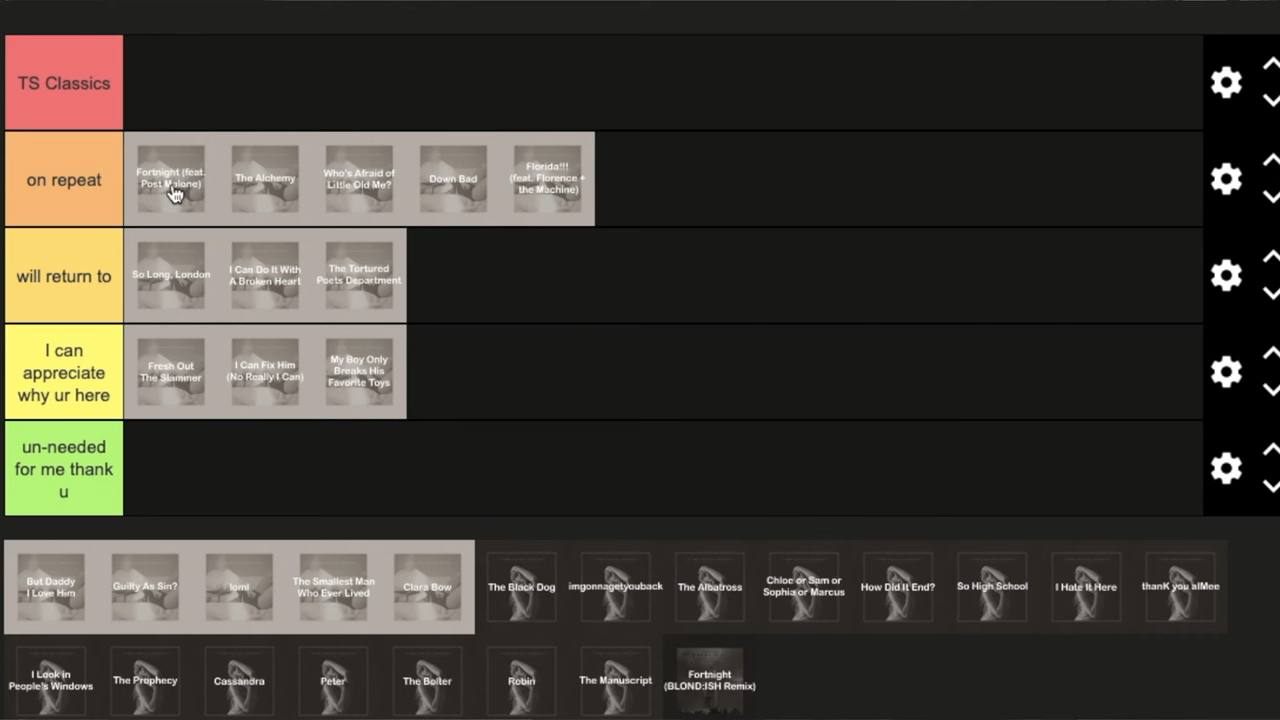 TS Classics
on repeat
Fortnight (feat.
Post Malone)
The Alchemy
Who's Afraid of
Little Old Me?
Down Bad
Florida!!!
(feat. Florence +
the Machine)
will return to
So Long, London
I Can Do It With
A Broken Heart
The Tortured
Poets Department
I can
appreciate
why ur here
Fresh Out
The Slammer
I Can Fix Him
(No Really I Can)
My Boy Only
Breaks His
Favorite Toys
un-needed
for me thank
u
But Daddy
I Love Him
Guilty As Sin?
loml
The Smallest Man
Who Ever Lived
Clara Bow
The Black Dog
imgonnagetyouback
The Albatross
Chloe or Sam or
Sophia or Marcus
How Did It End?
So High School
I Hate It Here
thanK you aIMee
I Look in
People's Windows
The Prophecy
Cassandra
Peter
The Bolter
Robin
The Manuscript
Fortnight
(BLOND:ISH Remix)